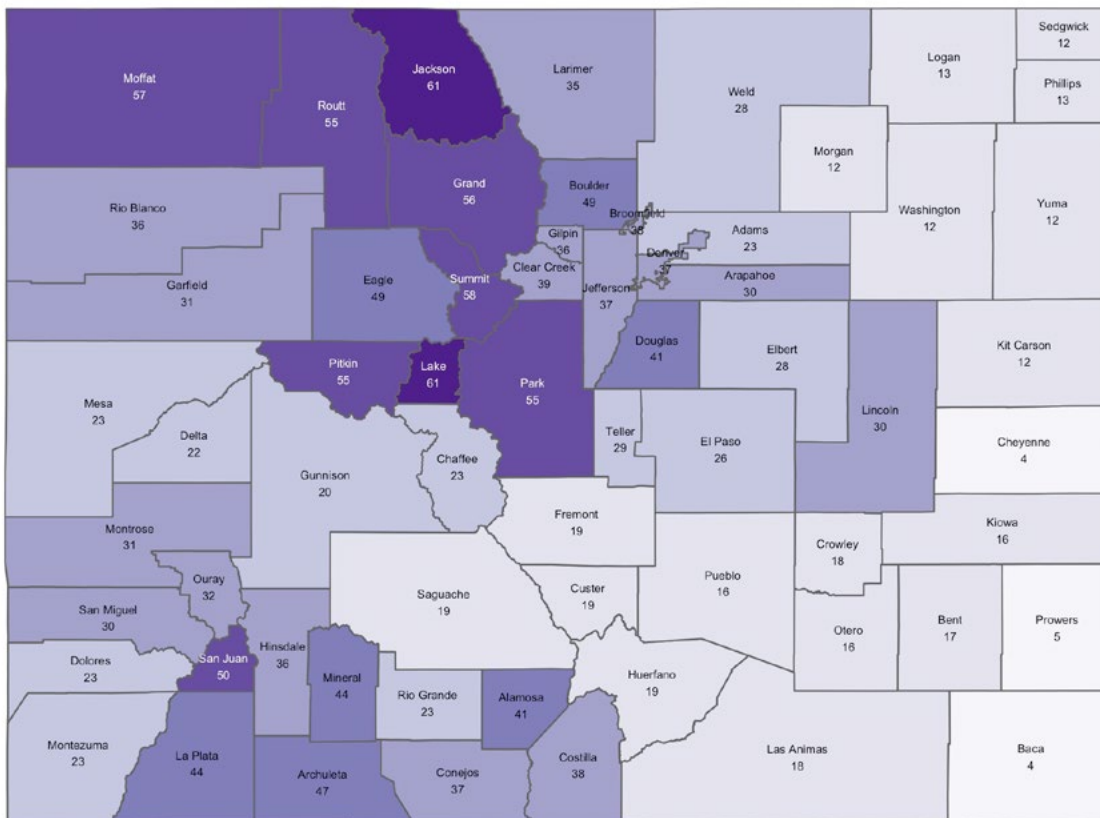 Moffat
57
Routt
55
Jackson
61
Larimer
35
Weld
28
Logan
13
Sedgwick
12
Phillips
13
Morgan
12
Washington
12
Yuma
12
Rio Blanco
36
Grand
56
Boulder
49
Broomfield
38
Gilpin
36
Adams
23
Denver
37
Garfield
31
Eagle
49
Summit
58
Clear Creek
39
Jefferson
37
Arapahoe
30
Mesa
23
Pitkin
55
Lake
61
Park
55
Douglas
41
Elbert
28
Lincoln
30
Kit Carson
12
Delta
22
Gunnison
20
Chaffee
23
Teller
29
El Paso
26
Cheyenne
4
Montrose
31
Fremont
19
Kiowa
16
Crowley
18
Ouray
32
Saguache
19
Custer
19
Pueblo
16
San Miguel
30
Otero
16
Bent
17
Prowers
5
Dolores
23
San Juan
50
Hinsdale
36
Mineral
44
Rio Grande
23
Alamosa
41
Huerfano
19
Montezuma
23
La Plata
44
Archuleta
47
Conejos
37
Costilla
38
Las Animas
18
Baca
4